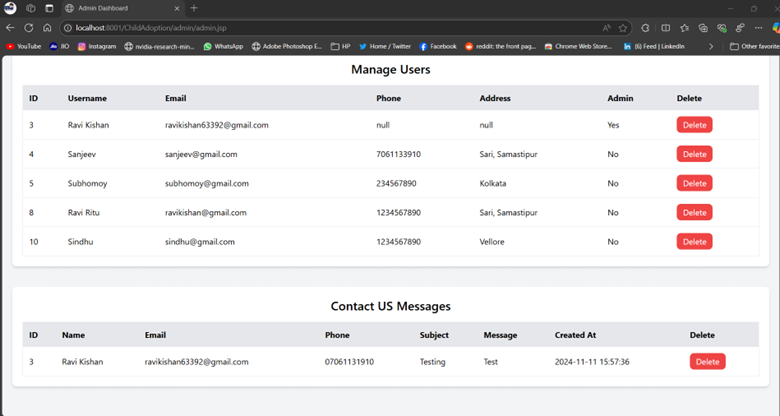 Admin Dashboard
localhost:8001/ChildAdoption/admin/admin.jsp
YouTube JIO Instagram nvidia-research-min... WhatsApp Adobe Photoshop E... HP Home / Twitter Facebook reddit: the front pag... Chrome Web Store... (6) Feed | LinkedIn Other favorite
Manage Users
ID Username Email Phone Address Admin Delete
3 Ravi Kishan ravikishan63392@gmail.com null null Yes Delete
4 Sanjeev sanjeev@gmail.com 7061133910 Sari, Samastipur No Delete
5 Subhomoy subhomoy@gmail.com 234567890 Kolkata No Delete
8 Ravi Ritu ravikishan@gmail.com 1234567890 Sari, Samastipur No Delete
10 Sindhu sindhu@gmail.com 1234567890 Vellore No Delete
Contact US Messages
ID Name Email Phone Subject Message Created At Delete
3 Ravi Kishan ravikishan63392@gmail.com 07061131910 Testing Test 2024-11-11 15:57:36 Delete